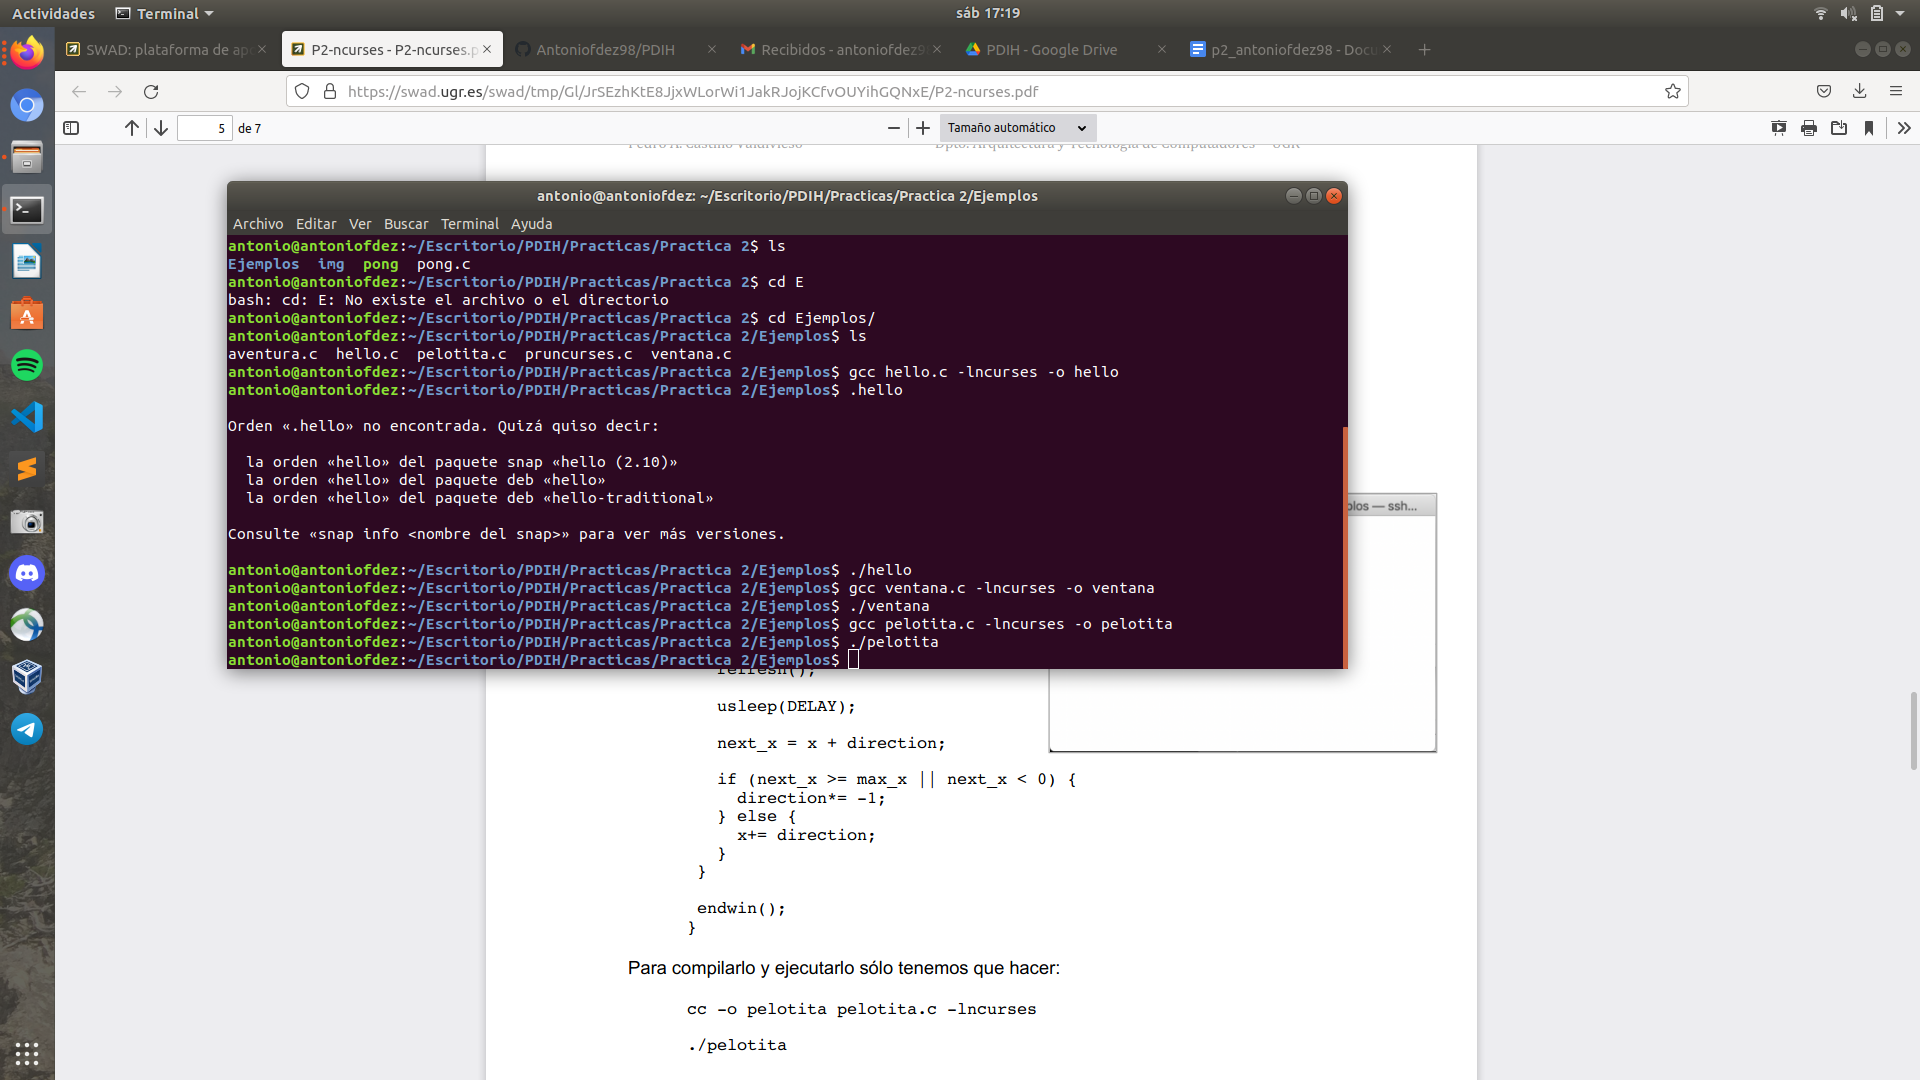 Actividades Terminal sáb 17:19
SWAD: plataforma de ap P2-ncurses - P2-ncurses.p Antoniofdez98/PDIH Recibidos - antoniofdez9 PDIH - Google Drive p2_antoniofdez98 - Docu
https://swad.ugr.es/swad/tmp/Gl/JrSEzhKtE8JjxWLorWi1JakRJojKCfvOUYihGQNxE/P2-ncurses.pdf
5 de 7 Tamaño automático
Pedro A. Castillo Valdivieso Dpto. Arquitectura y Tecnología de Computadores – UGR
antonio@antoniofdez: ~/Escritorio/PDIH/Practicas/Practica 2/Ejemplos
Archivo Editar Ver Buscar Terminal Ayuda
antonio@antoniofdez:~/Escritorio/PDIH/Practicas/Practica 2$ ls
Ejemplos img pong pong.c
antonio@antoniofdez:~/Escritorio/PDIH/Practicas/Practica 2$ cd E
bash: cd: E: No existe el archivo o el directorio
antonio@antoniofdez:~/Escritorio/PDIH/Practicas/Practica 2$ cd Ejemplos/
antonio@antoniofdez:~/Escritorio/PDIH/Practicas/Practica 2/Ejemplos$ ls
aventura.c hello.c pelotita.c pruncurses.c ventana.c
antonio@antoniofdez:~/Escritorio/PDIH/Practicas/Practica 2/Ejemplos$ gcc hello.c -lncurses -o hello
antonio@antoniofdez:~/Escritorio/PDIH/Practicas/Practica 2/Ejemplos$ .hello
Orden «.hello» no encontrada. Quizá quiso decir:
la orden «hello» del paquete snap «hello (2.10)»
la orden «hello» del paquete deb «hello»
la orden «hello» del paquete deb «hello-traditional»
Consulte «snap info <nombre del snap>» para ver más versiones.
antonio@antoniofdez:~/Escritorio/PDIH/Practicas/Practica 2/Ejemplos$ ./hello
antonio@antoniofdez:~/Escritorio/PDIH/Practicas/Practica 2/Ejemplos$ gcc ventana.c -lncurses -o ventana
antonio@antoniofdez:~/Escritorio/PDIH/Practicas/Practica 2/Ejemplos$ ./ventana
antonio@antoniofdez:~/Escritorio/PDIH/Practicas/Practica 2/Ejemplos$ gcc pelotita.c -lncurses -o pelotita
antonio@antoniofdez:~/Escritorio/PDIH/Practicas/Practica 2/Ejemplos$ ./pelotita
antonio@antoniofdez:~/Escritorio/PDIH/Practicas/Practica 2/Ejemplos$
plos — ssh...
refresh();
usleep(DELAY);
next_x = x + direction;
if (next_x >= max_x || next_x < 0) {
direction*= -1;
} else {
x+= direction;
}
}
endwin();
}
Para compilarlo y ejecutarlo sólo tenemos que hacer:
cc -o pelotita pelotita.c -lncurses
./pelotita